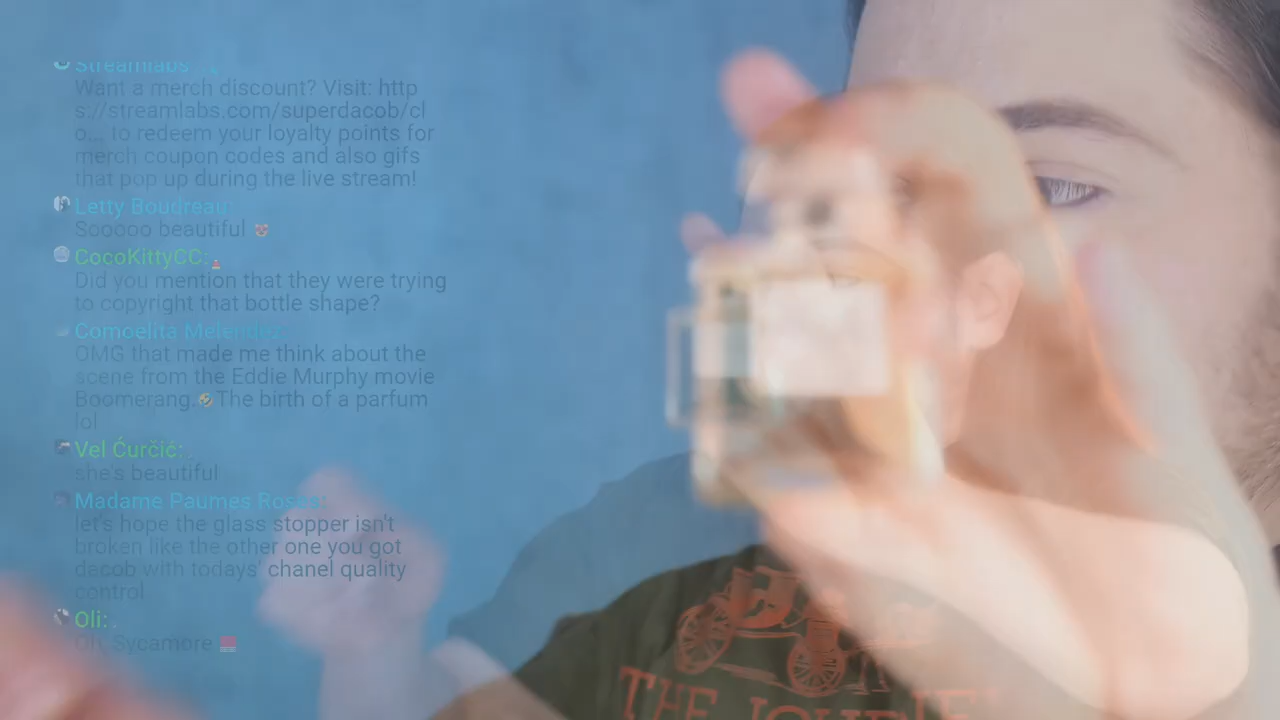 Streamlabs:
Want a merch discount? Visit: http
s://streamlabs.com/superdacob/cl
o... to redeem your loyalty points for
merch coupon codes and also gifs
that pop up during the live stream!
Letty Boudreau:
Sooooo beautiful
CocoKittyCC:
Did you mention that they were trying
to copyright that bottle shape?
Comoelita Melendez:
OMG that made me think about the
scene from the Eddie Murphy movie
Boomerang. The birth of a parfum
lol
Vel Ćurčić:
she's beautiful
Madame Paumes Roses:
let's hope the glass stopper isn't
broken like the other one you got
dacob with todays' chanel quality
control
Oli:
Oh, Sycamore
THE